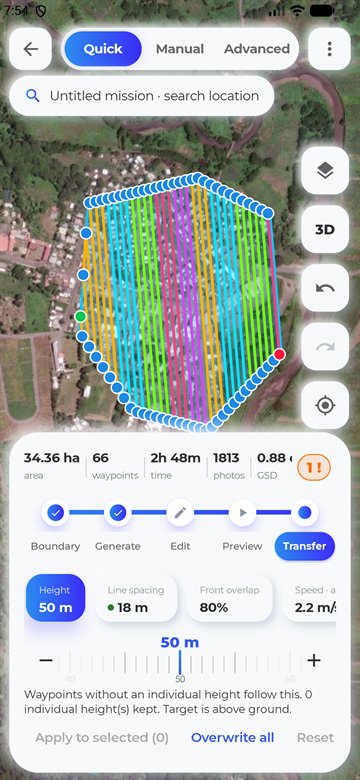 7:54
Quick Manual Advanced
Untitled mission · search location
3D
34.36 ha 66 2h 48m 1813 0.88
area waypoints time photos GSD
1 !
Boundary Generate Edit Preview Transfer
Height Line spacing Front overlap Speed · a
50 m 18 m 80% 2.2 m/s
50 m
40 50 60
Waypoints without an individual height follow this. 0
individual height(s) kept. Target is above ground.
Apply to selected (0) Overwrite all Reset